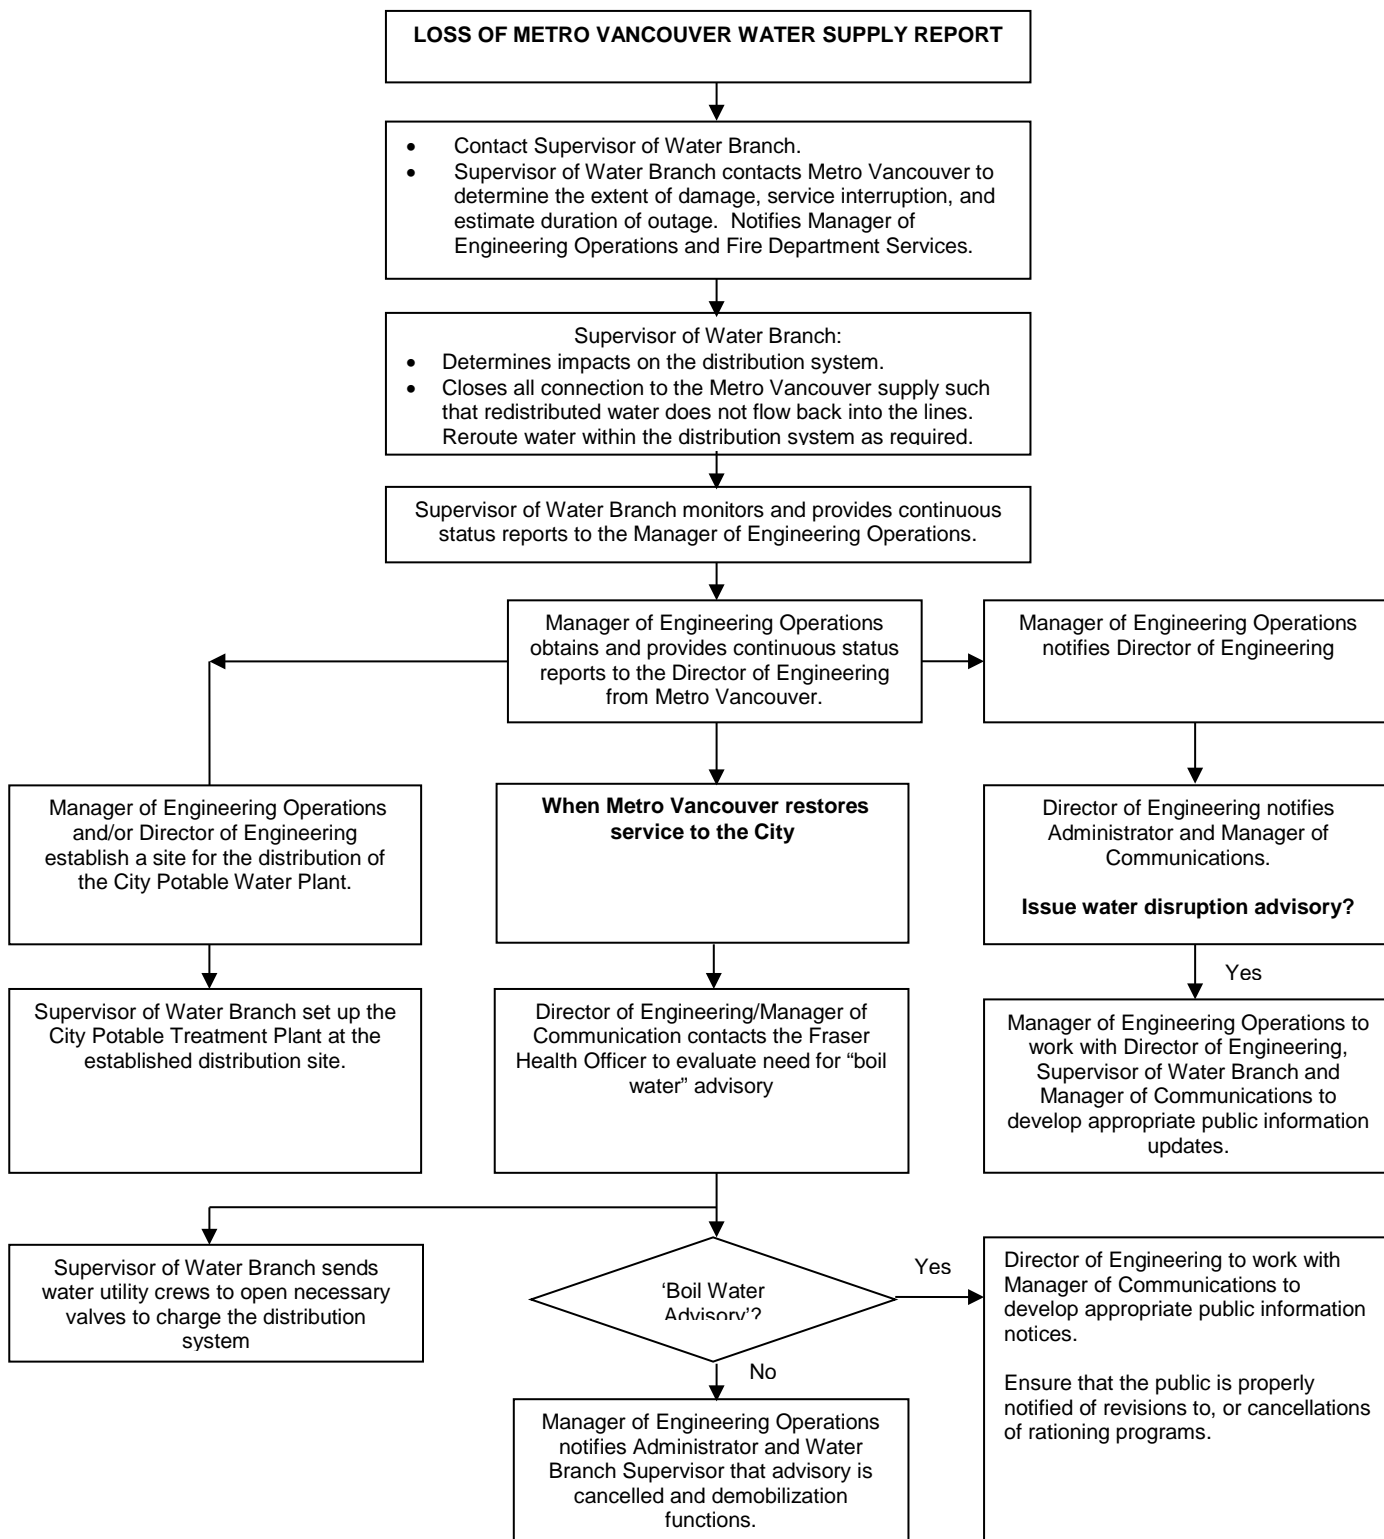 LOSS OF METRO VANCOUVER WATER SUPPLY REPORT
• Contact Supervisor of Water Branch.
• Supervisor of Water Branch contacts Metro Vancouver to
determine the extent of damage, service interruption, and
estimate duration of outage. Notifies Manager of
Engineering Operations and Fire Department Services.
Supervisor of Water Branch:
• Determines impacts on the distribution system.
• Closes all connection to the Metro Vancouver supply such
that redistributed water does not flow back into the lines.
Reroute water within the distribution system as required.
Supervisor of Water Branch monitors and provides continuous
status reports to the Manager of Engineering Operations.
Manager of Engineering Operations
obtains and provides continuous status
reports to the Director of Engineering
from Metro Vancouver.
Manager of Engineering Operations
notifies Director of Engineering
Manager of Engineering Operations
and/or Director of Engineering
establish a site for the distribution of
the City Potable Water Plant.
When Metro Vancouver restores
service to the City
Director of Engineering notifies
Administrator and Manager of
Communications.
Issue water disruption advisory?
Yes
Supervisor of Water Branch set up the
City Potable Treatment Plant at the
established distribution site.
Director of Engineering/Manager of
Communication contacts the Fraser
Health Officer to evaluate need for “boil
water” advisory
Manager of Engineering Operations to
work with Director of Engineering,
Supervisor of Water Branch and
Manager of Communications to
develop appropriate public information
updates.
Supervisor of Water Branch sends
water utility crews to open necessary
valves to charge the distribution
system
‘Boil Water
Advisory’?
Yes
No
Director of Engineering to work with
Manager of Communications to
develop appropriate public information
notices.
Ensure that the public is properly
notified of revisions to, or cancellations
of rationing programs.
Manager of Engineering Operations
notifies Administrator and Water
Branch Supervisor that advisory is
cancelled and demobilization
functions.